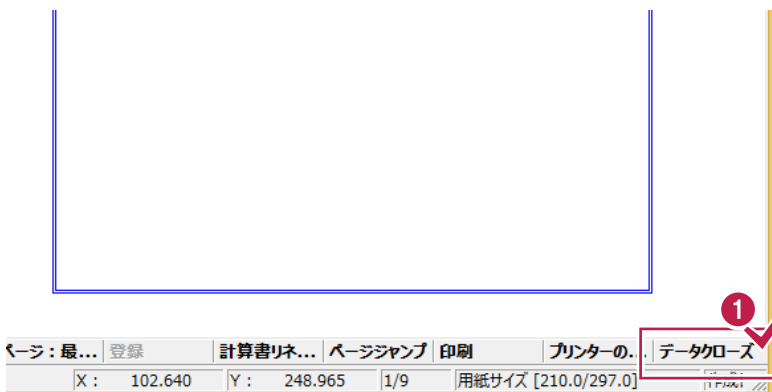 1
ページ：最... 登録 計算書リネ... ページジャンプ 印刷 プリンターの... データクローズ
X： 102.640 Y： 248.965 1/9 用紙サイズ [210.0/297.0]